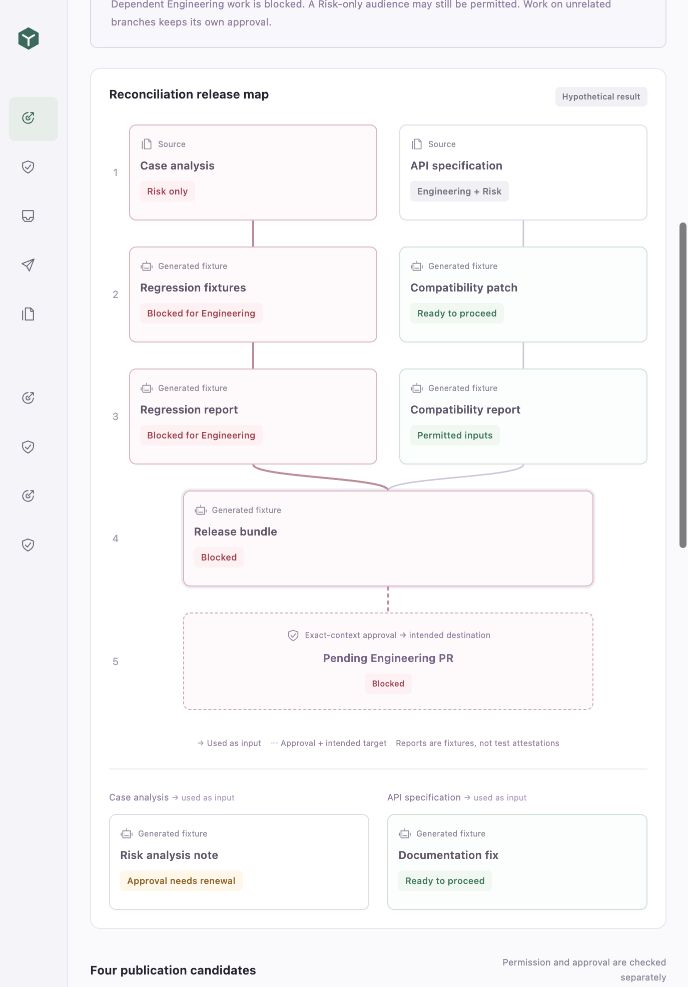 Dependent Engineering work is blocked. A Risk-only audience may still be permitted. Work on unrelated
branches keeps its own approval.
Reconciliation release map
Hypothetical result
1
Source
Case analysis
Risk only
Source
API specification
Engineering + Risk
2
Generated fixture
Regression fixtures
Blocked for Engineering
Generated fixture
Compatibility patch
Ready to proceed
3
Generated fixture
Regression report
Blocked for Engineering
Generated fixture
Compatibility report
Permitted inputs
4
Generated fixture
Release bundle
Blocked
5
Exact-context approval → intended destination
Pending Engineering PR
Blocked
→ Used as input ┄ Approval + intended target Reports are fixtures, not test attestations
Case analysis → used as input
Generated fixture
Risk analysis note
Approval needs renewal
API specification → used as input
Generated fixture
Documentation fix
Ready to proceed
Four publication candidates
Permission and approval are checked
separately